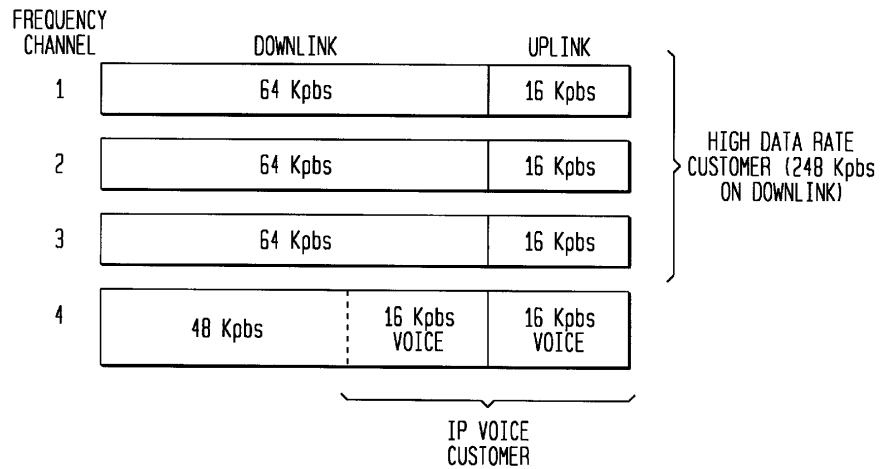 FREQUENCY
CHANNEL
DOWNLINK
UPLINK
1
64 Kpbs
16 Kpbs
2
64 Kpbs
16 Kpbs
3
64 Kpbs
16 Kpbs
HIGH DATA RATE
CUSTOMER (248 Kpbs
ON DOWNLINK)
4
48 Kpbs
16 Kpbs
VOICE
16 Kpbs
VOICE
IP VOICE
CUSTOMER